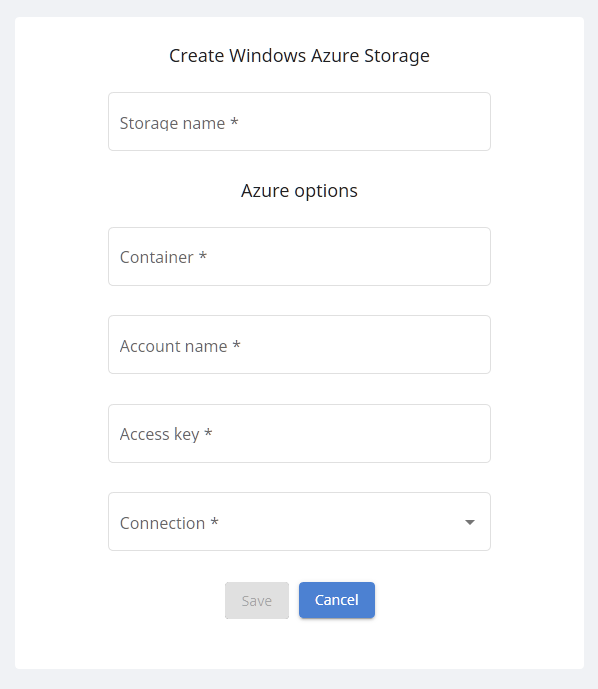 Create Windows Azure Storage
Storage name *
Azure options
Container *
Account name *
Access key *
Connection *
Save
Cancel